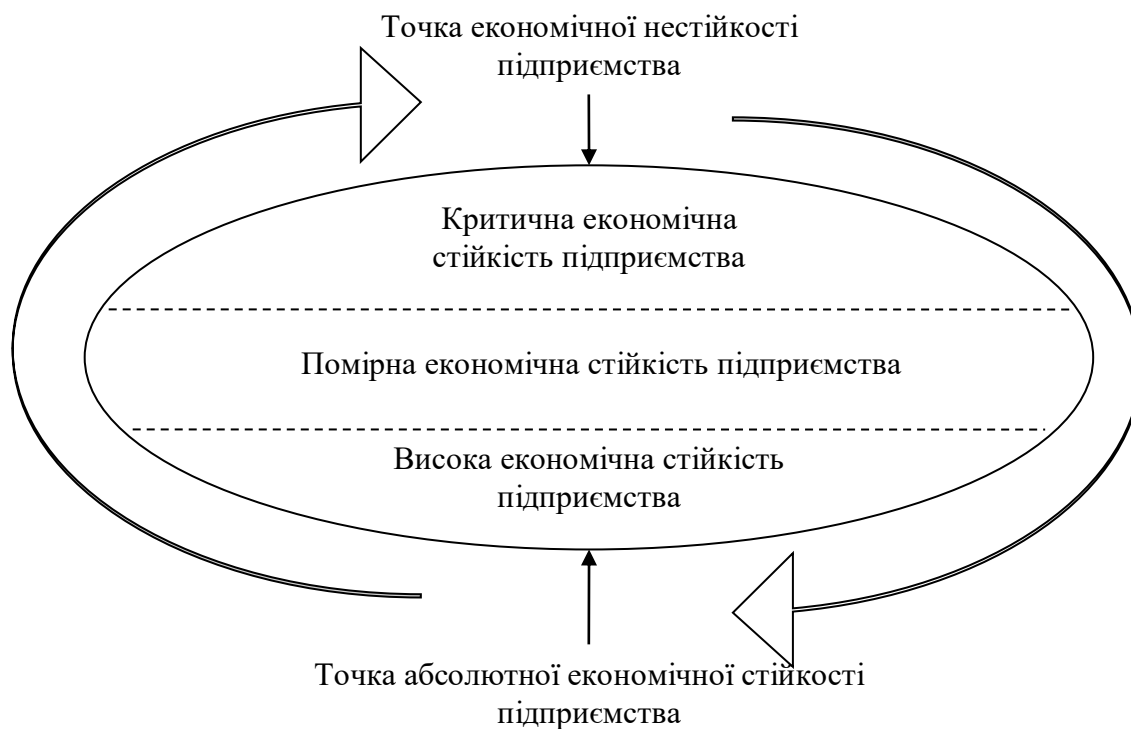 Точка економічної нестійкості
підприємства
Критична економічна
стійкість підприємства
Помірна економічна стійкість підприємства
Висока економічна стійкість
підприємства
Точка абсолютної економічної стійкості
підприємства